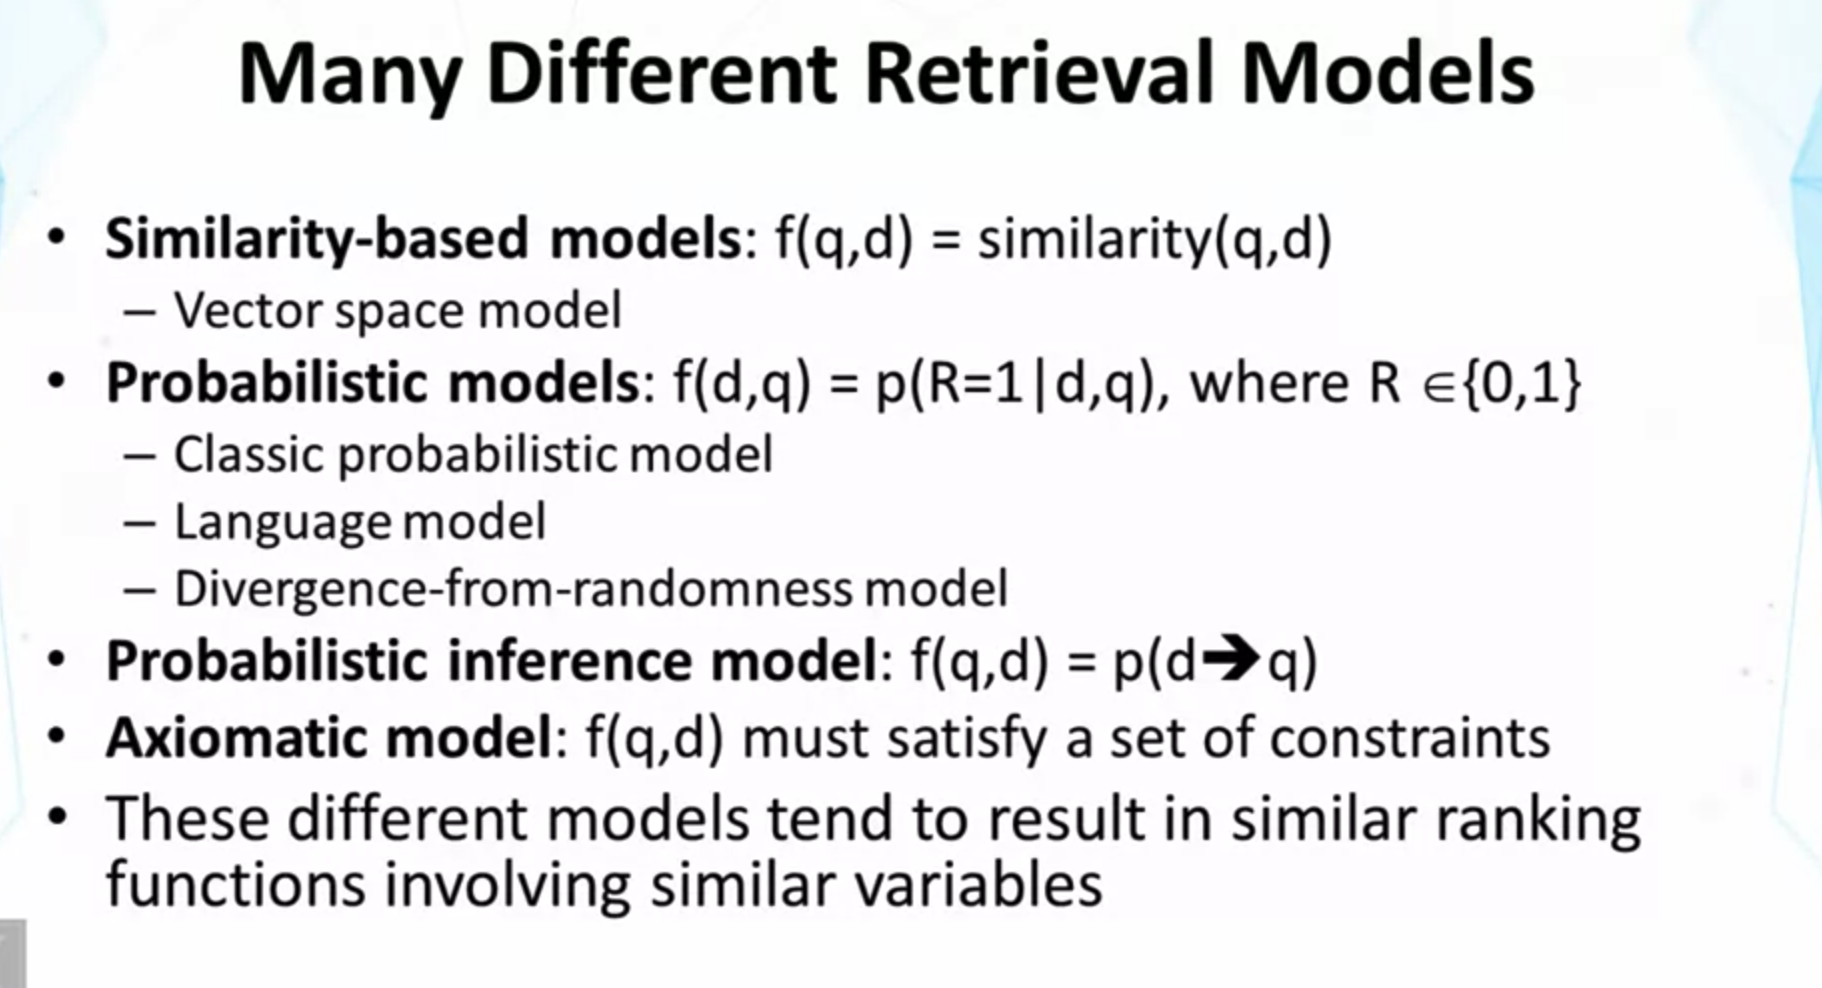 Many Different Retrieval Models
• Similarity-based models: f(q,d) = similarity(q,d)
– Vector space model
• Probabilistic models: f(d,q) = p(R=1|d,q), where R ∈{0,1}
– Classic probabilistic model
– Language model
– Divergence-from-randomness model
• Probabilistic inference model: f(q,d) = p(d➔q)
• Axiomatic model: f(q,d) must satisfy a set of constraints
• These different models tend to result in similar ranking
functions involving similar variables